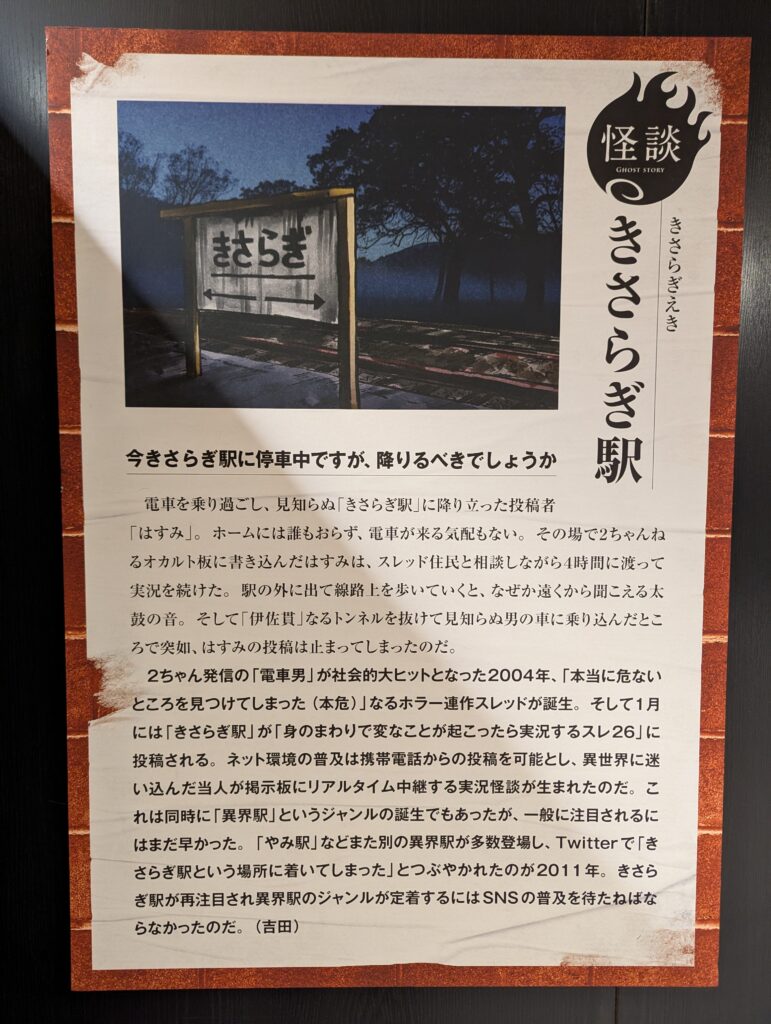 怪談
GHOST STORY
きさらぎえき
きさらぎ駅
きさらぎ
今きさらぎ駅に停車中ですが、降りるべきでしょうか
電車を乗り過ごし、見知らぬ「きさらぎ駅」に降り立った投稿者
「はすみ」。ホームには誰もおらず、電車が来る気配もない。その場で2ちゃんね
るオカルト板に書き込んだはすみは、スレッド住民と相談しながら4時間に渡って
実況を続けた。駅の外に出て線路上を歩いていくと、なぜか遠くから聞こえる太
鼓の音。そして「伊佐貫」なるトンネルを抜けて見知らぬ男の車に乗り込んだとこ
ろで突如、はすみの投稿は止まってしまったのだ。
2ちゃん発信の「電車男」が社会的大ヒットとなった2004年、「本当に危ない
ところを見つけてしまった（本危）」なるホラー連作スレッドが誕生。そして1月
には「きさらぎ駅」が「身のまわりで変なことが起こったら実況するスレ26」に
投稿される。ネット環境の普及は携帯電話からの投稿を可能とし、異世界に迷
い込んだ当人が掲示板にリアルタイム中継する実況怪談が生まれたのだ。こ
れは同時に「異界駅」というジャンルの誕生でもあったが、一般に注目されるに
はまだ早かった。「やみ駅」などまた別の異界駅が多数登場し、Twitterで「き
さらぎ駅という場所に着いてしまった」とつぶやかれたのが2011年。きさら
ぎ駅が再注目され異界駅のジャンルが定着するにはSNSの普及を待たねばな
らなかったのだ。（吉田）